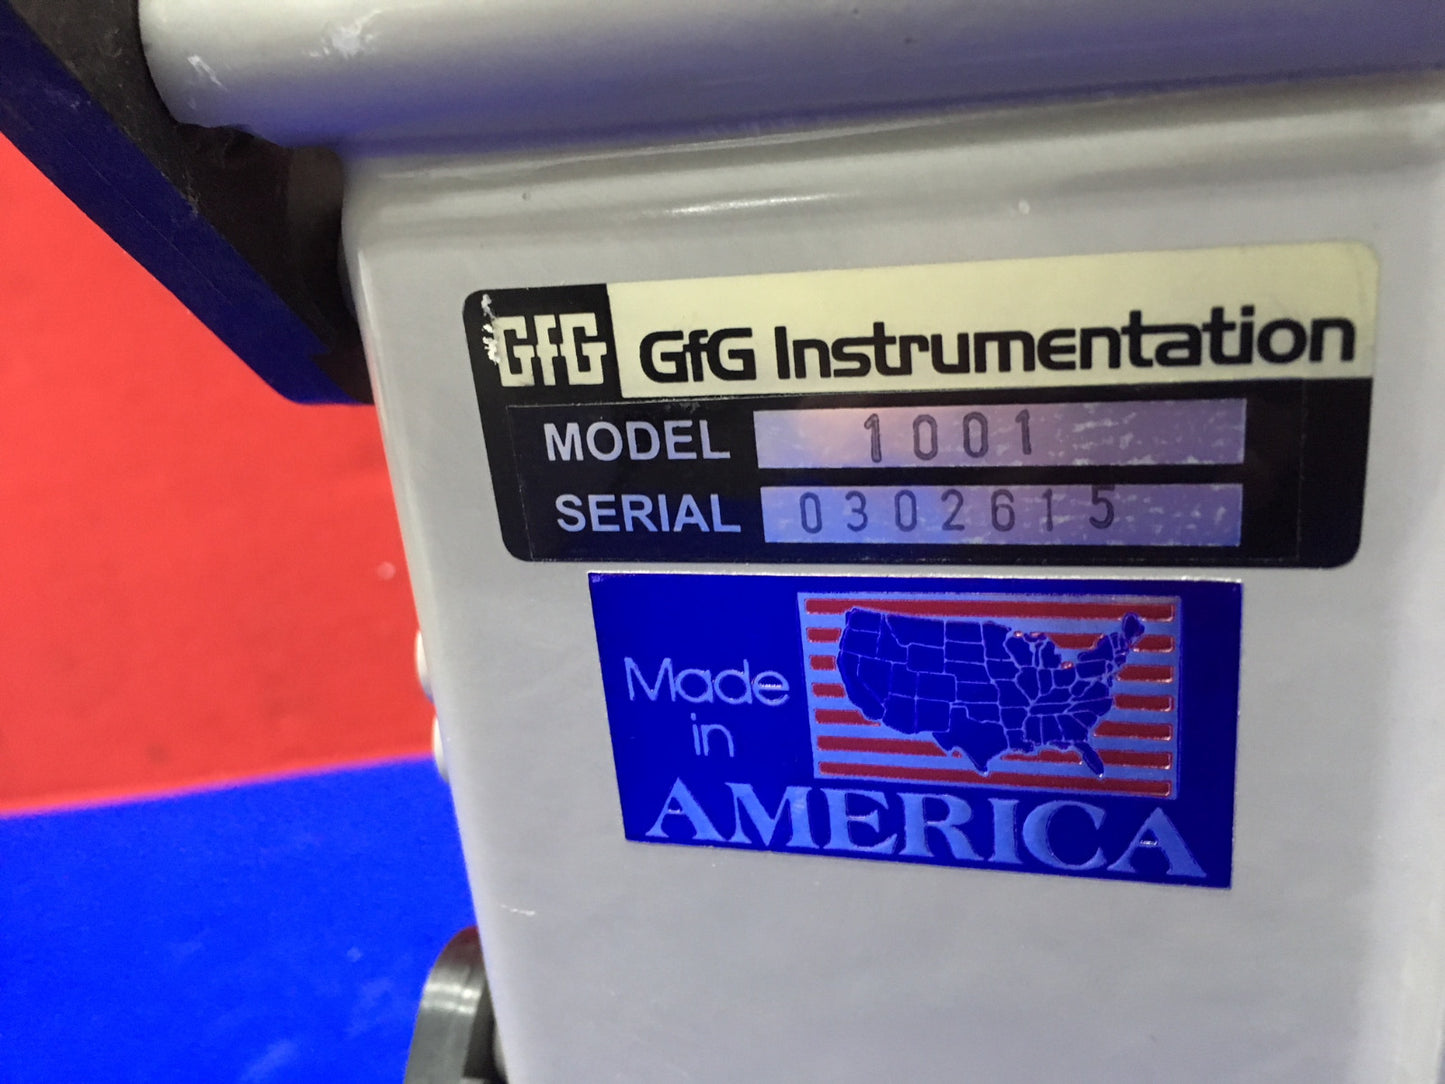 GfG GfG Instrumentation
MODEL 1001
SERIAL 0302615
Made
in
AMERICA